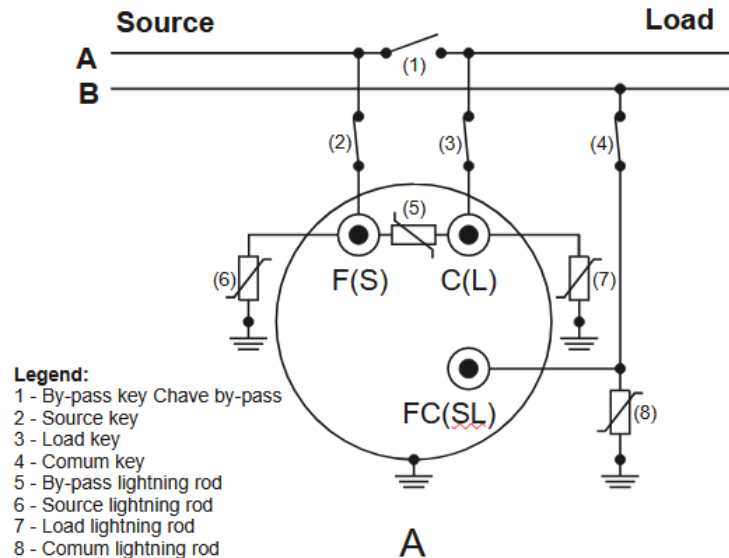 Source Load
A
(1)
B
(2) (3) (4)
(5)
(6) F(S) C(L) (7)
FC(SL) (8)
Legend:
1 - By-pass key Chave by-pass
2 - Source key
3 - Load key
4 - Comum key
5 - By-pass lightning rod
6 - Source lightning rod
7 - Load lightning rod
8 - Comum lightning rod
A